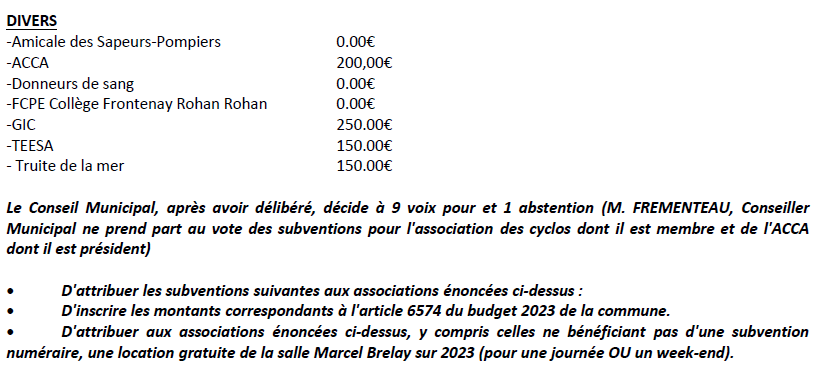 DIVERS
-Amicale des Sapeurs-Pompiers 0.00€
-ACCA 200,00€
-Donneurs de sang 0.00€
-FCPE Collège Frontenay Rohan Rohan 0.00€
-GIC 250.00€
-TEESA 150.00€
- Truite de la mer 150.00€
Le Conseil Municipal, après avoir délibéré, décide à 9 voix pour et 1 abstention (M. FREMENTEAU, Conseiller
Municipal ne prend part au vote des subventions pour l'association des cyclos dont il est membre et de l'ACCA
dont il est président)
• D'attribuer les subventions suivantes aux associations énoncées ci-dessus :
• D'inscrire les montants correspondants à l'article 6574 du budget 2023 de la commune.
• D'attribuer aux associations énoncées ci-dessus, y compris celles ne bénéficiant pas d'une subvention
numéraire, une location gratuite de la salle Marcel Brelay sur 2023 (pour une journée OU un week-end).